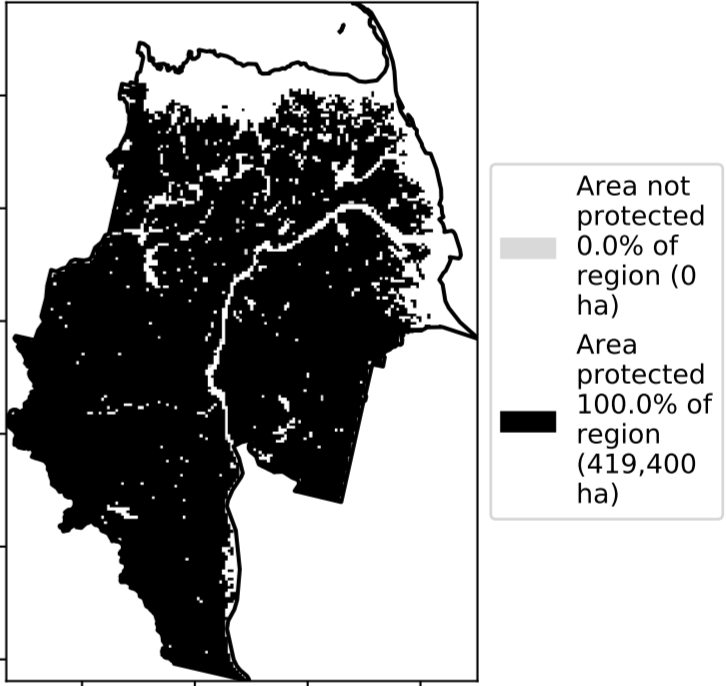 Area not
protected
0.0% of
region (0
ha)
Area
protected
100.0% of
region
(419,400
ha)